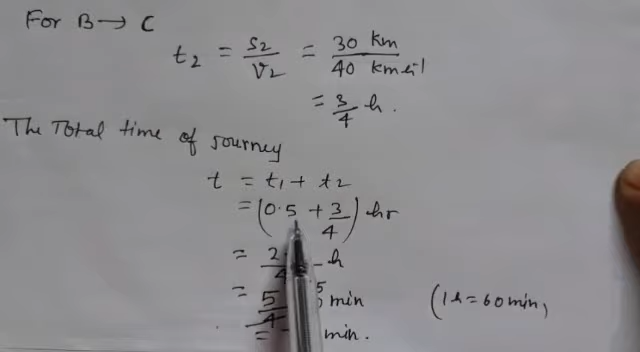 For B → C
t2 = S2/V2 = 30 km/40 kmh-1
= 3/4 h.
The Total time of Journey
t = t1 + t2
= (0.5 + 3/4) hr
= 2 /4 h
= 5/4 min (1h = 60 min,
= min.